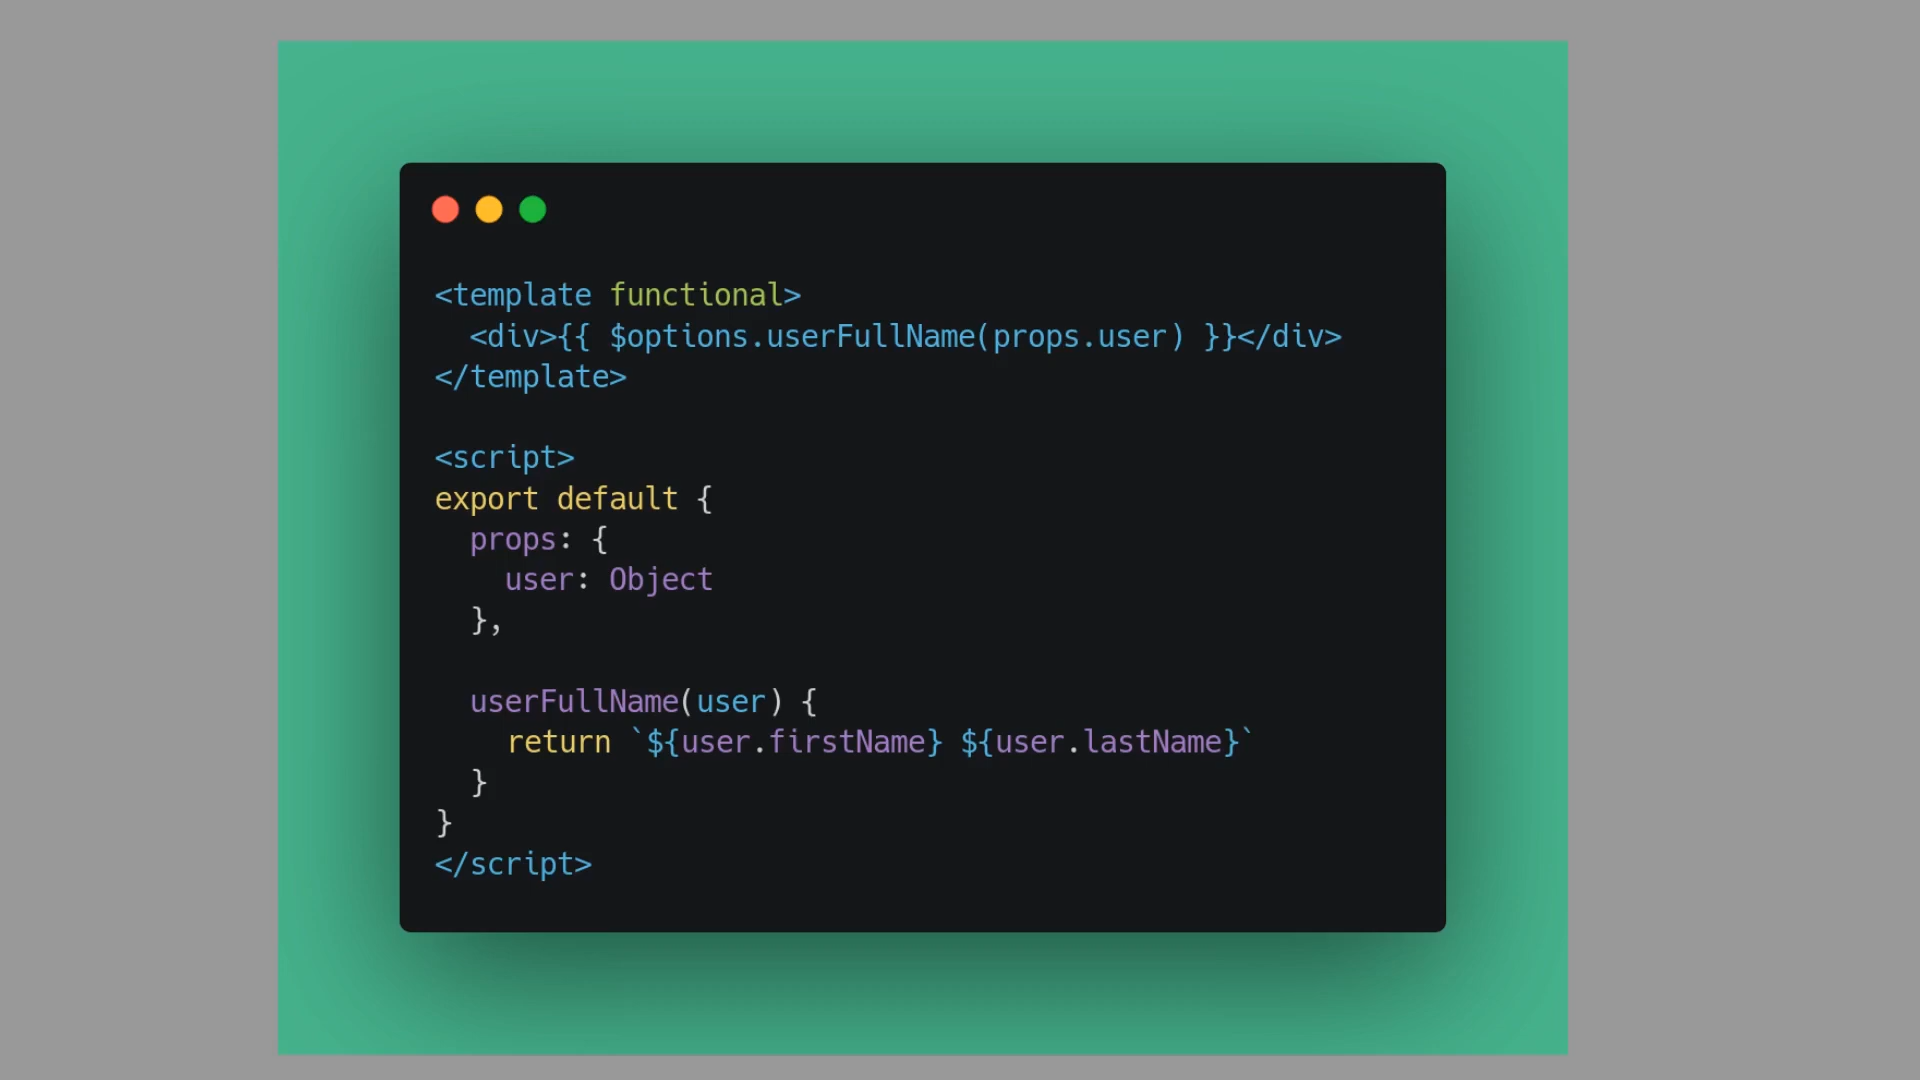 <template functional>
  <div>{{ $options.userFullName(props.user) }}</div>
</template>

<script>
export default {
  props: {
    user: Object
  },

  userFullName(user) {
    return `${user.firstName} ${user.lastName}`
  }
}
</script>